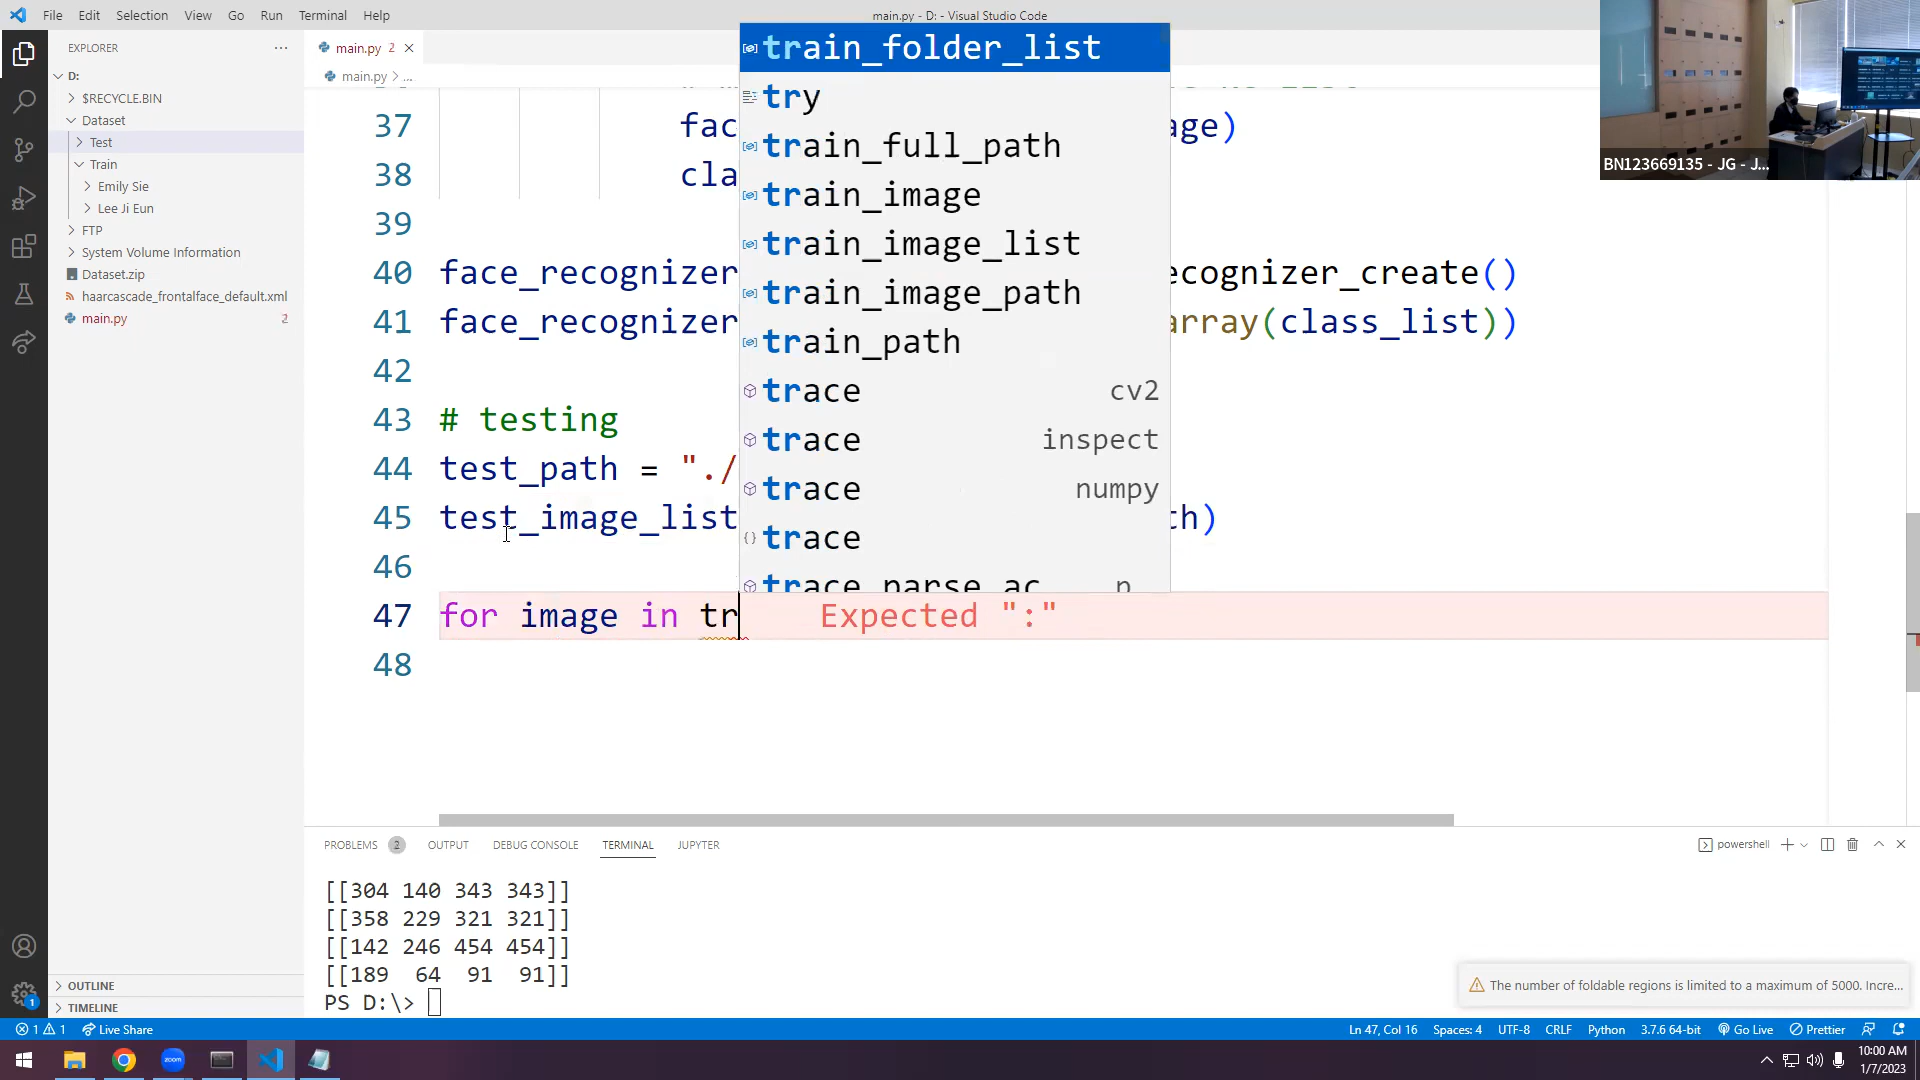 File Edit Selection View Go Run Terminal Help
main.py - D: - Visual Studio Code
EXPLORER
D:
$RECYCLE.BIN
Dataset
Test
Train
Emily Sie
Lee Ji Eun
FTP
System Volume Information
Dataset.zip
haarcascade_frontalface_default.xml
main.py 2
OUTLINE
TIMELINE
main.py 2
main.py > ...
37 fac age)
38 cla
39
40 face_recognizer ecognizer_create()
41 face_recognizer array(class_list))
42
43 # testing
44 test_path = "./
45 test_image_list th)
46
47 for image in tr Expected ":"
48
train_folder_list
try
train_full_path
train_image
train_image_list
train_image_path
train_path
trace cv2
trace inspect
trace numpy
trace
trace_parse_ac
BN123669135 - JG - J...
PROBLEMS 2 OUTPUT DEBUG CONSOLE TERMINAL JUPYTER
powershell
[[304 140 343 343]]
[[358 229 321 321]]
[[142 246 454 454]]
[[189 64 91 91]]
PS D:\>
The number of foldable regions is limited to a maximum of 5000. Incre...
1 1 Live Share
Ln 47, Col 16 Spaces: 4 UTF-8 CRLF Python 3.7.6 64-bit Go Live Prettier
zoom
10:00 AM
1/7/2023